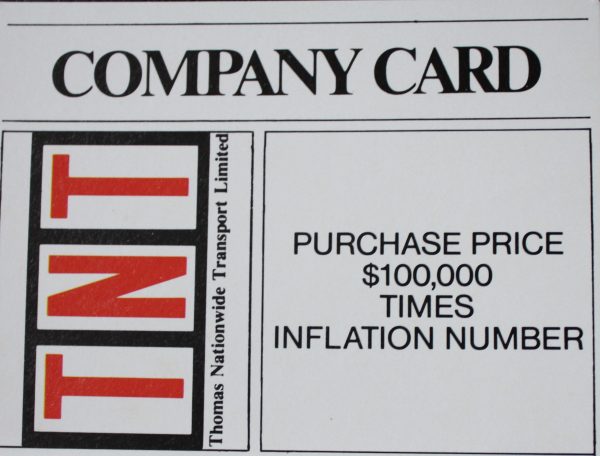 COMPANY CARD
TNT
Thomas Nationwide Transport Limited
PURCHASE PRICE
$100,000
TIMES
INFLATION NUMBER